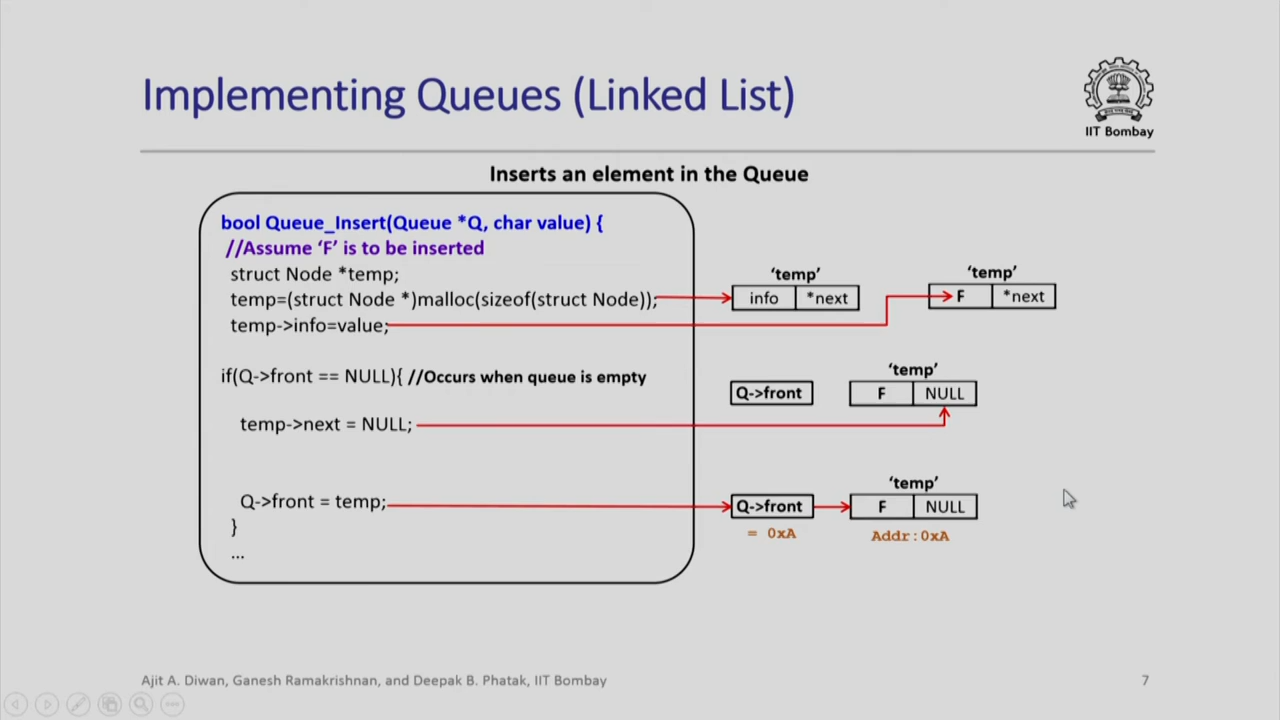 Implementing Queues (Linked List)
IIT Bombay
Inserts an element in the Queue
bool Queue_Insert(Queue *Q, char value) {
//Assume ‘F’ is to be inserted
struct Node *temp;
temp=(struct Node *)malloc(sizeof(struct Node));
temp->info=value;
if(Q->front == NULL){ //Occurs when queue is empty
temp->next = NULL;
Q->front = temp;
}
...
‘temp’
info *next
‘temp’
F *next
‘temp’
Q->front F NULL
‘temp’
Q->front F NULL
= 0xA Addr:0xA
Ajit A. Diwan, Ganesh Ramakrishnan, and Deepak B. Phatak, IIT Bombay
7